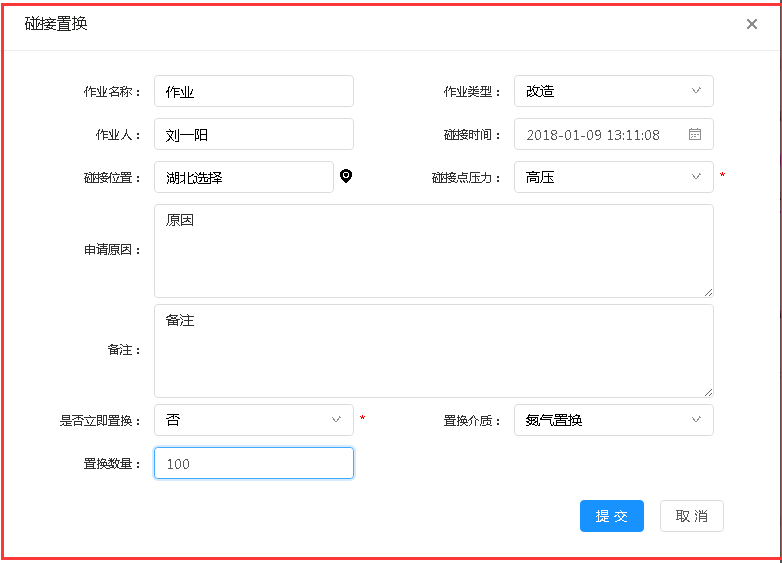 碰接置换
作业名称： 作业 作业类型： 改造
作业人： 刘一阳 碰接时间： 2018-01-09 13:11:08
碰接位置： 湖北选择 碰接点压力： 高压 *
申请原因： 原因
备注： 备注
是否立即置换： 否 * 置换介质： 氮气置换
置换数量： 100
提 交 取 消